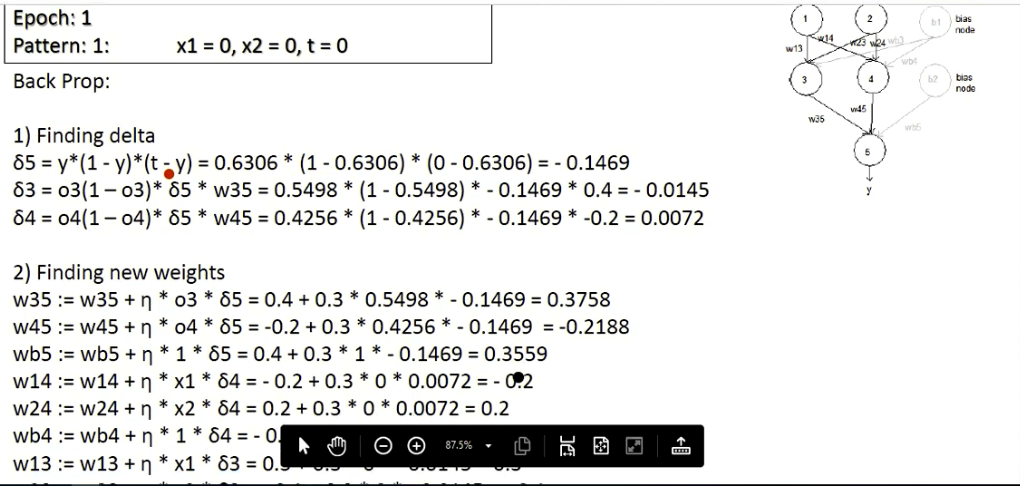 Epoch: 1
Pattern: 1: x1 = 0, x2 = 0, t = 0
Back Prop:
1) Finding delta
δ5 = y*(1 - y)*(t - y) = 0.6306 * (1 - 0.6306) * (0 - 0.6306) = - 0.1469
δ3 = o3(1 – o3)* δ5 * w35 = 0.5498 * (1 - 0.5498) * - 0.1469 * 0.4 = - 0.0145
δ4 = o4(1 – o4)* δ5 * w45 = 0.4256 * (1 - 0.4256) * - 0.1469 * -0.2 = 0.0072
2) Finding new weights
w35 := w35 + η * o3 * δ5 = 0.4 + 0.3 * 0.5498 * - 0.1469 = 0.3758
w45 := w45 + η * o4 * δ5 = -0.2 + 0.3 * 0.4256 * - 0.1469 = -0.2188
wb5 := wb5 + η * 1 * δ5 = 0.4 + 0.3 * 1 * - 0.1469 = 0.3559
w14 := w14 + η * x1 * δ4 = - 0.2 + 0.3 * 0 * 0.0072 = - 0.2
w24 := w24 + η * x2 * δ4 = 0.2 + 0.3 * 0 * 0.0072 = 0.2
wb4 := wb4 + η * 1 * δ4 = - 0.
w13 := w13 + η * x1 * δ3 = 0.
87.5%
1 2 b1 bias
node
w13 w14 w23 w24 wb3
wb4
3 4 b2 bias
node
w35 w45 wb5
5
y